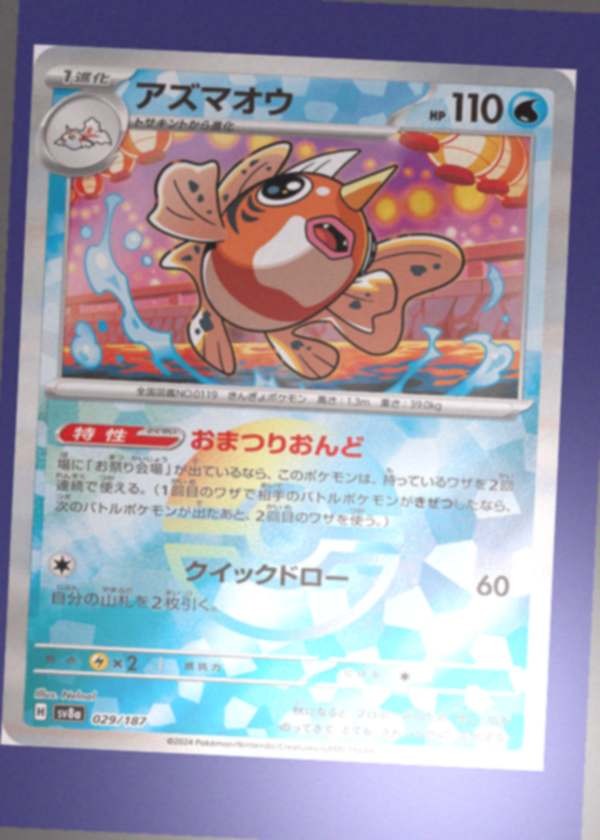 1進化
アズマオウ
HP 110
トサキントから進化
全国図鑑NO.0119 きんぎょポケモン 高さ：1.3m 重さ：39.0kg
特性 おまつりおんど
場に「お祭り会場」が出ているなら、このポケモンは、持っているワザを2回
連続で使える。（1回目のワザで相手のバトルポケモンがきぜつしたなら、
次のバトルポケモンが出たあと、2回目のワザを使う。）
クイックドロー 60
自分の山札を2枚引く。
弱点 ×2 抵抗力
Illus.
H sv8a 029/187
©2024 Pokémon/Nintendo/Creatures